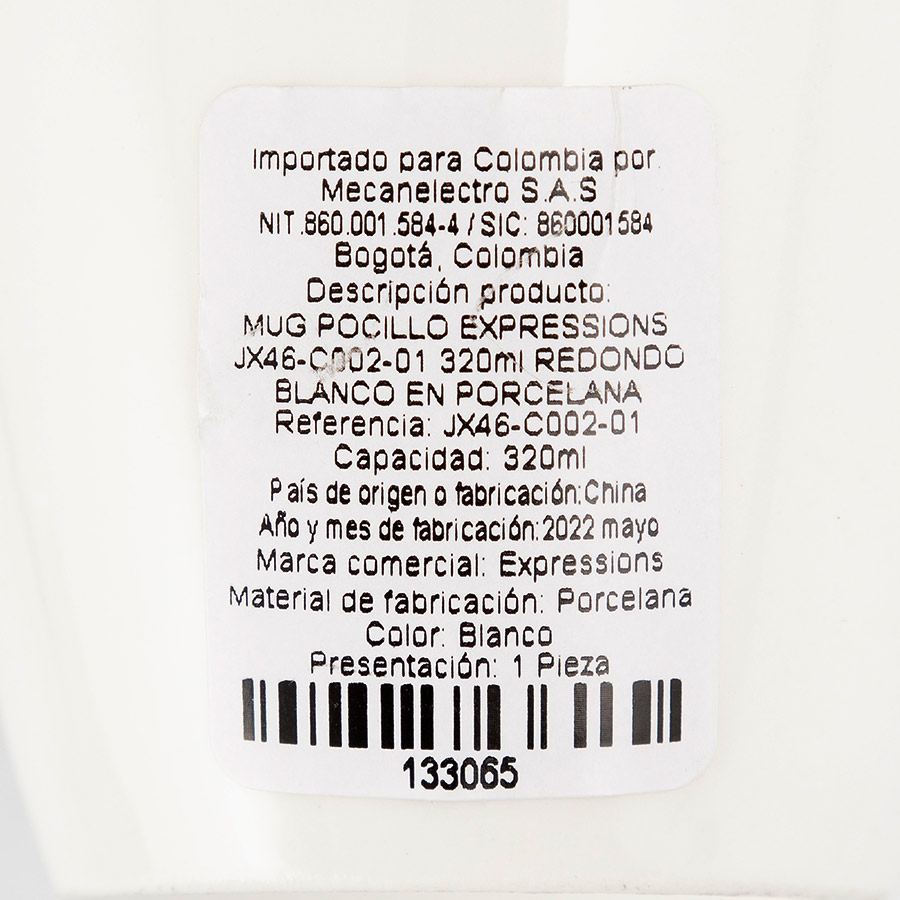 Importado para Colombia por:
Mecanelectro S.A.S
NIT.860.001.584-4 / SIC: 860001584
Bogotá, Colombia
Descripción producto:
MUG POCILLO EXPRESSIONS
JX46-C002-01 320ml REDONDO
BLANCO EN PORCELANA
Referencia: JX46-C002-01
Capacidad: 320ml
País de origen o fabricación:China
Año y mes de fabricación:2022 mayo
Marca comercial: Expressions
Material de fabricación: Porcelana
Color: Blanco
Presentación: 1 Pieza
133065